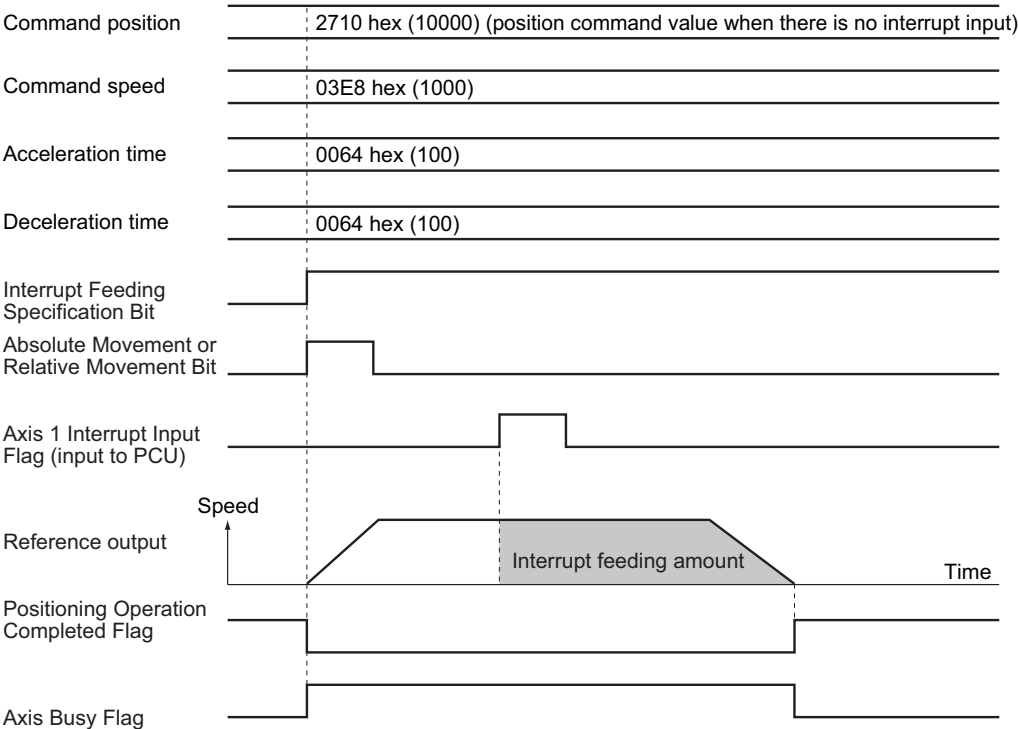 Command position
2710 hex (10000) (position command value when there is no interrupt input)
Command speed
03E8 hex (1000)
Acceleration time
0064 hex (100)
Deceleration time
0064 hex (100)
Interrupt Feeding
Specification Bit
Absolute Movement or
Relative Movement Bit
Axis 1 Interrupt Input
Flag (input to PCU)
Speed
Reference output
Interrupt feeding amount
Time
Positioning Operation
Completed Flag
Axis Busy Flag